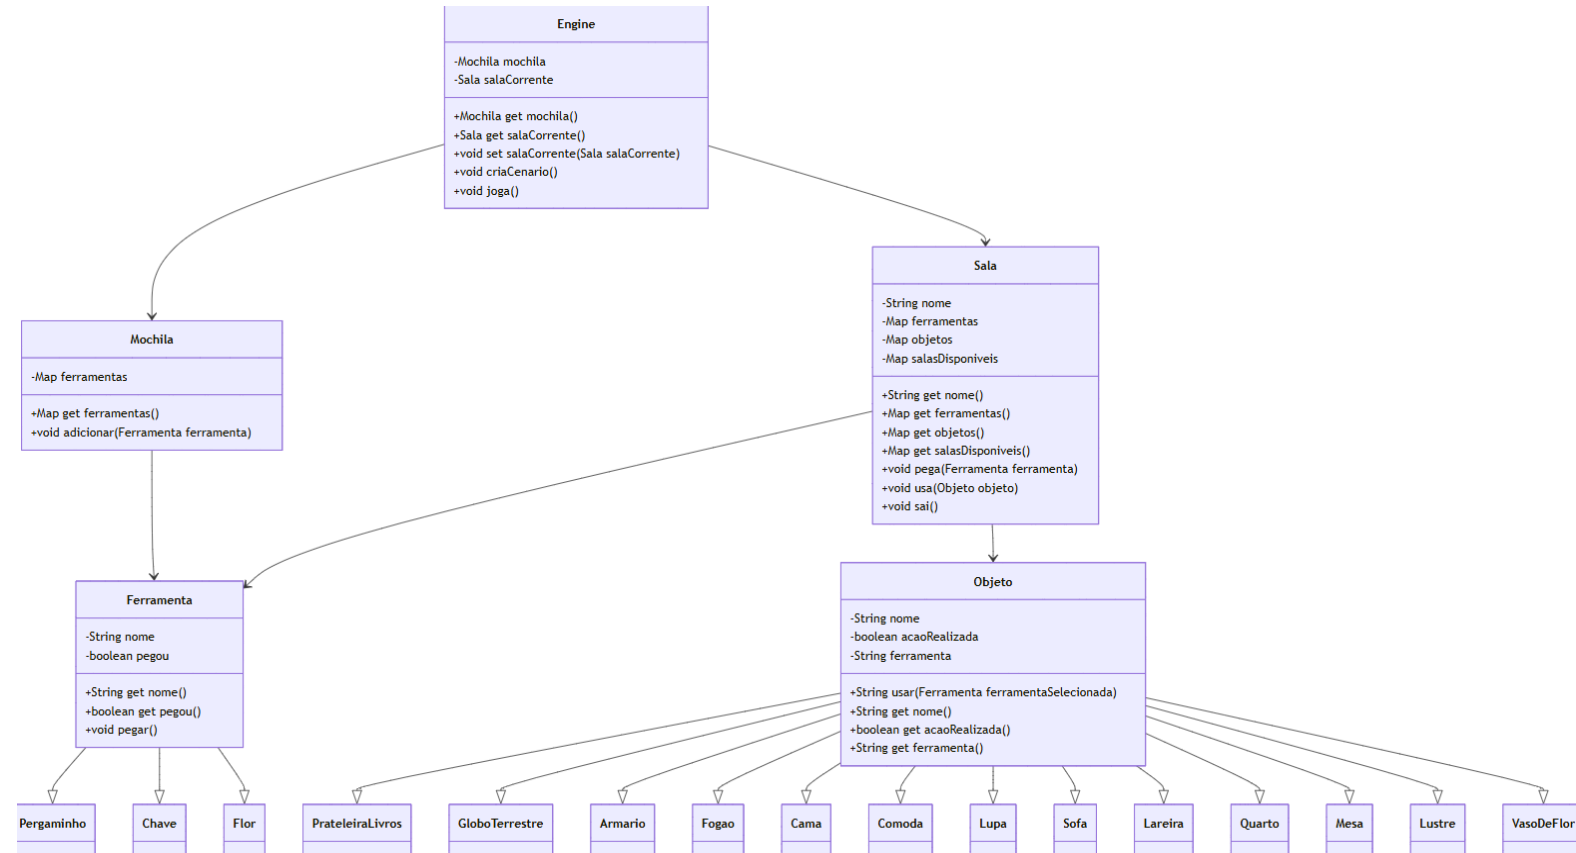 Engine
-Mochila mochila
-Sala salaCorrente
+Mochila get mochila()
+Sala get salaCorrente()
+void set salaCorrente(Sala salaCorrente)
+void criaCenario()
+void joga()
Sala
-String nome
-Map ferramentas
-Map objetos
-Map salasDisponiveis
+String get nome()
+Map get ferramentas()
+Map get objetos()
+Map get salasDisponiveis()
+void pega(Ferramenta ferramenta)
+void usa(Objeto objeto)
+void sai()
Mochila
-Map ferramentas
+Map get ferramentas()
+void adicionar(Ferramenta ferramenta)
Ferramenta
-String nome
-boolean pegou
+String get nome()
+boolean get pegou()
+void pegar()
Objeto
-String nome
-boolean acaoRealizada
-String ferramenta
+String usar(Ferramenta ferramentaSelecionada)
+String get nome()
+boolean get acaoRealizada()
+String get ferramenta()
Pergaminho
Chave
Flor
PrateleiraLivros
GloboTerrestre
Armario
Fogao
Cama
Comoda
Lupa
Sofa
Lareira
Quarto
Mesa
Lustre
VasoDeFlor